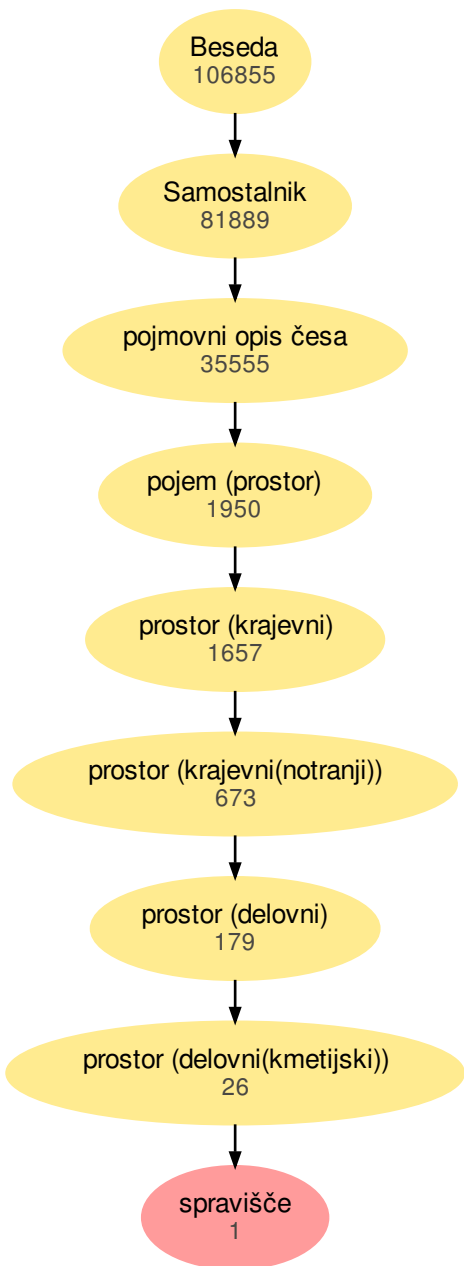 Beseda
106855
Samostalnik
81889
pojmovni opis česa
35555
pojem (prostor)
1950
prostor (krajevni)
1657
prostor (krajevni(notranji))
673
prostor (delovni)
179
prostor (delovni(kmetijski))
26
spravišče
1